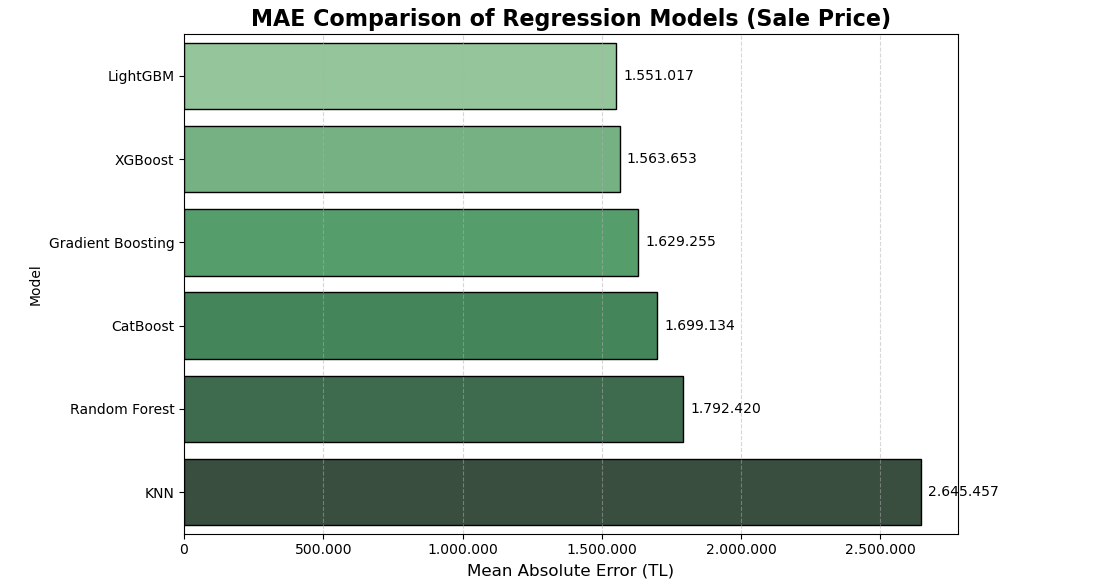 MAE Comparison of Regression Models (Sale Price)
Model
LightGBM
1.551.017
XGBoost
1.563.653
Gradient Boosting
1.629.255
CatBoost
1.699.134
Random Forest
1.792.420
KNN
2.645.457
0
500.000
1.000.000
1.500.000
2.000.000
2.500.000
Mean Absolute Error (TL)